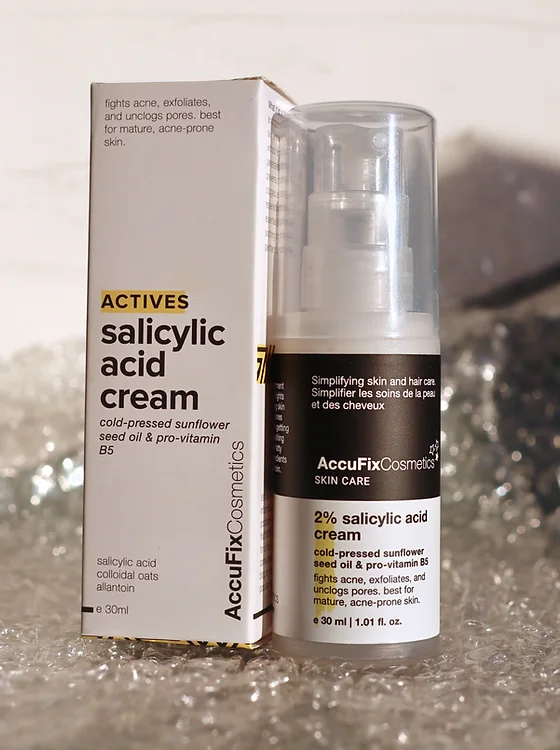 fights acne, exfoliates,
and unclogs pores. best
for mature, acne-prone
skin.
ACTIVES
salicylic
acid
cream
cold-pressed sunflower
seed oil & pro-vitamin
B5
AccuFixCosmetics
salicylic acid
colloidal oats
allantoin
e 30ml
Simplifying skin and hair care.
Simplifier les soins de la peau
et des cheveux
AccuFixCosmetics
SKIN CARE
2% salicylic acid
cream
cold-pressed sunflower
seed oil & pro-vitamin B5
fights acne, exfoliates, and
unclogs pores. best for
mature, acne-prone skin.
e 30 ml | 1.01 fl. oz.